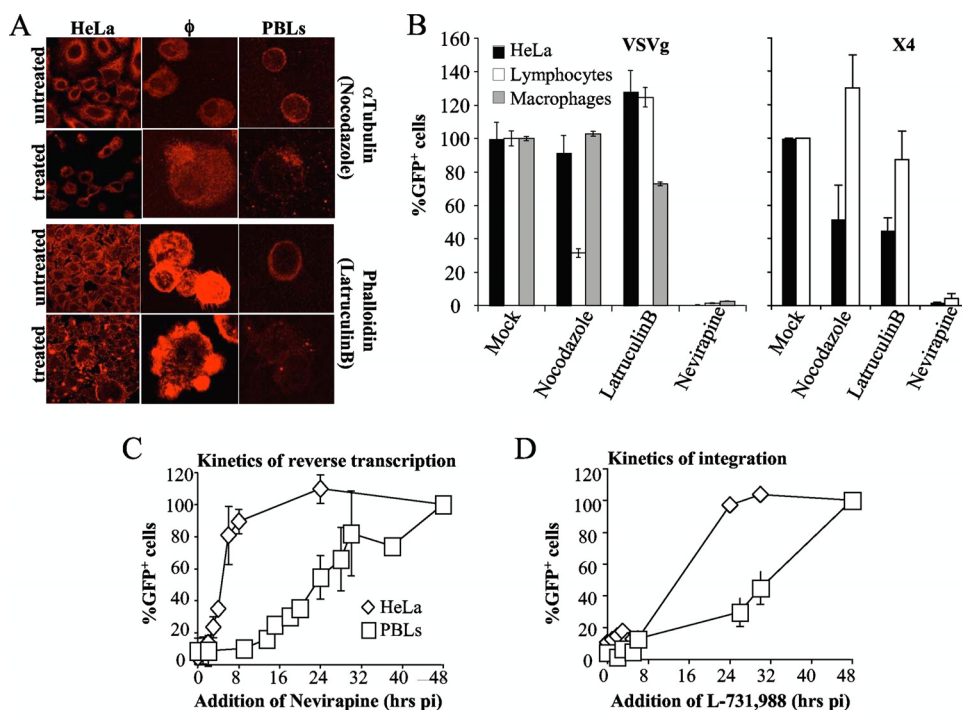 A
HeLa ϕ PBLs
untreated
treated
αTubulin
(Nocodazole)
untreated
treated
Phalloidin
(LatruculinB)
B
VSVg
X4
HeLa
Lymphocytes
Macrophages
%GFP⁺ cells
160
140
120
100
80
60
40
20
0
Mock
Nocodazole
LatruculinB
Nevirapine
Mock
Nocodazole
LatruculinB
Nevirapine
C
Kinetics of reverse transcription
%GFP⁺ cells
120
100
80
60
40
20
0
HeLa
PBLs
0 8 16 24 32 40 48
Addition of Nevirapine (hrs pi)
D
Kinetics of integration
%GFP⁺ cells
120
100
80
60
40
20
0
0 8 16 24 32 40 48
Addition of L-731,988 (hrs pi)